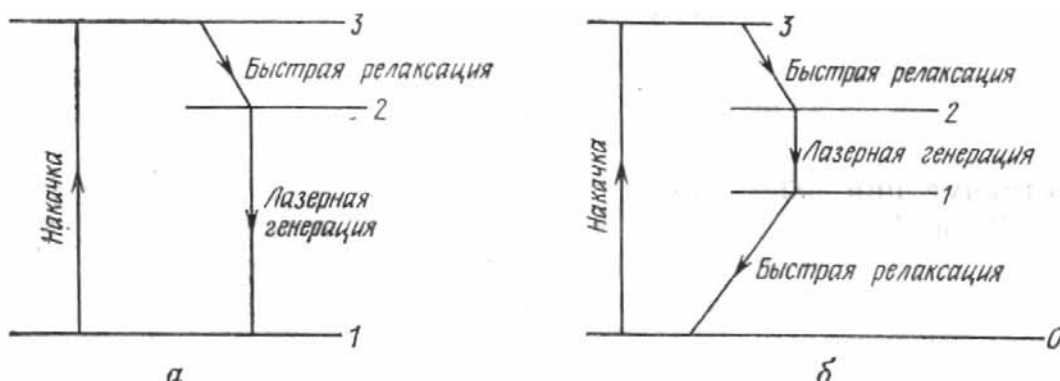 3
Быстрая релаксация
2
Накачка
Лазерная
генерация
1
а
3
Быстрая релаксация
2
Лазерная генерация
1
Накачка
Быстрая релаксация
0
б